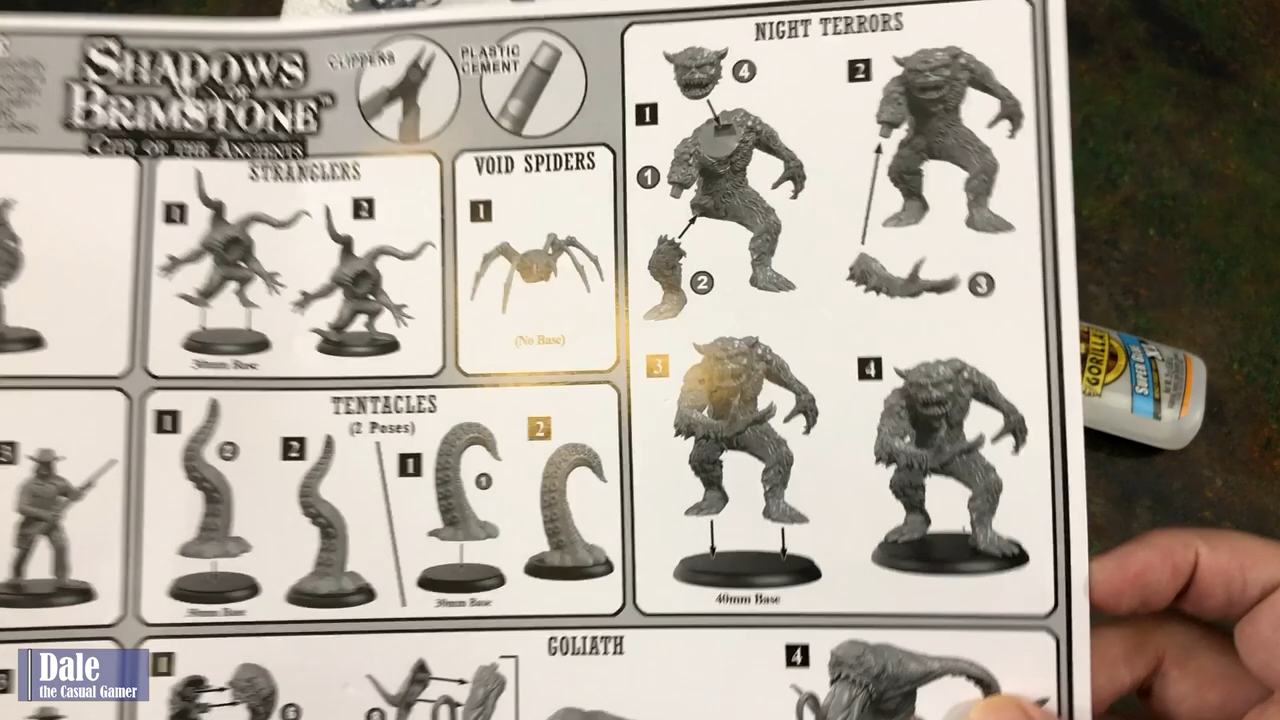 SHADOWS
OF
BRIMSTONE™
CITY OF THE ANCIENTS
CLIPPERS
PLASTIC
CEMENT
STRANGLERS
1
2
30mm Base
VOID SPIDERS
1
(No Base)
TENTACLES
(2 Poses)
1
2
2
30mm Base
1
1
2
30mm Base
NIGHT TERRORS
1
4
1
2
2
3
3
4
40mm Base
GOLIATH
1
4
GORILLA
SUPER GLUE
Dale
the Casual Gamer